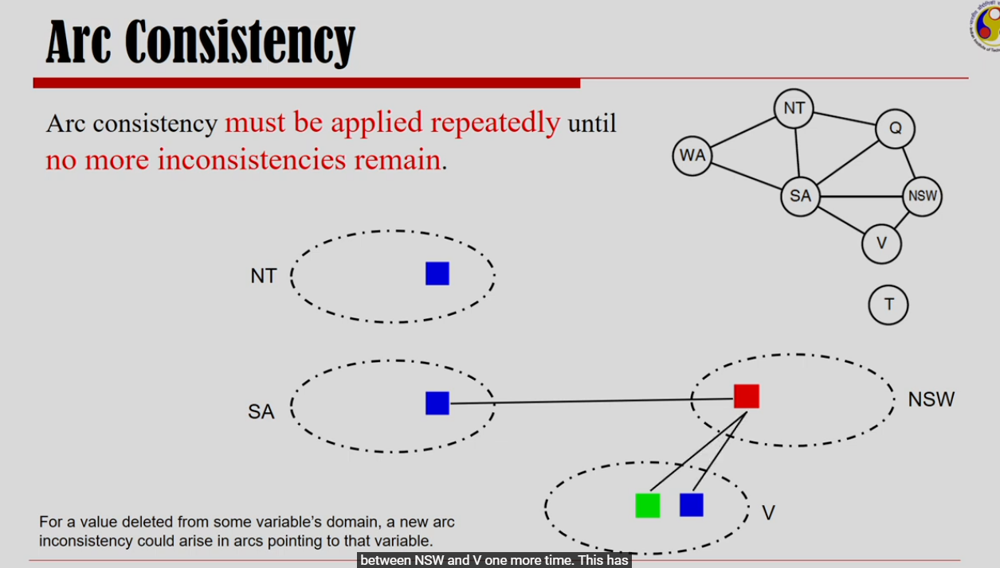 Arc Consistency
Arc consistency must be applied repeatedly until
no more inconsistencies remain.
NT
Q
WA
SA
NSW
V
T
NT
SA
NSW
V
For a value deleted from some variable's domain, a new arc
inconsistency could arise in arcs pointing to that variable.
between NSW and V one more time. This has